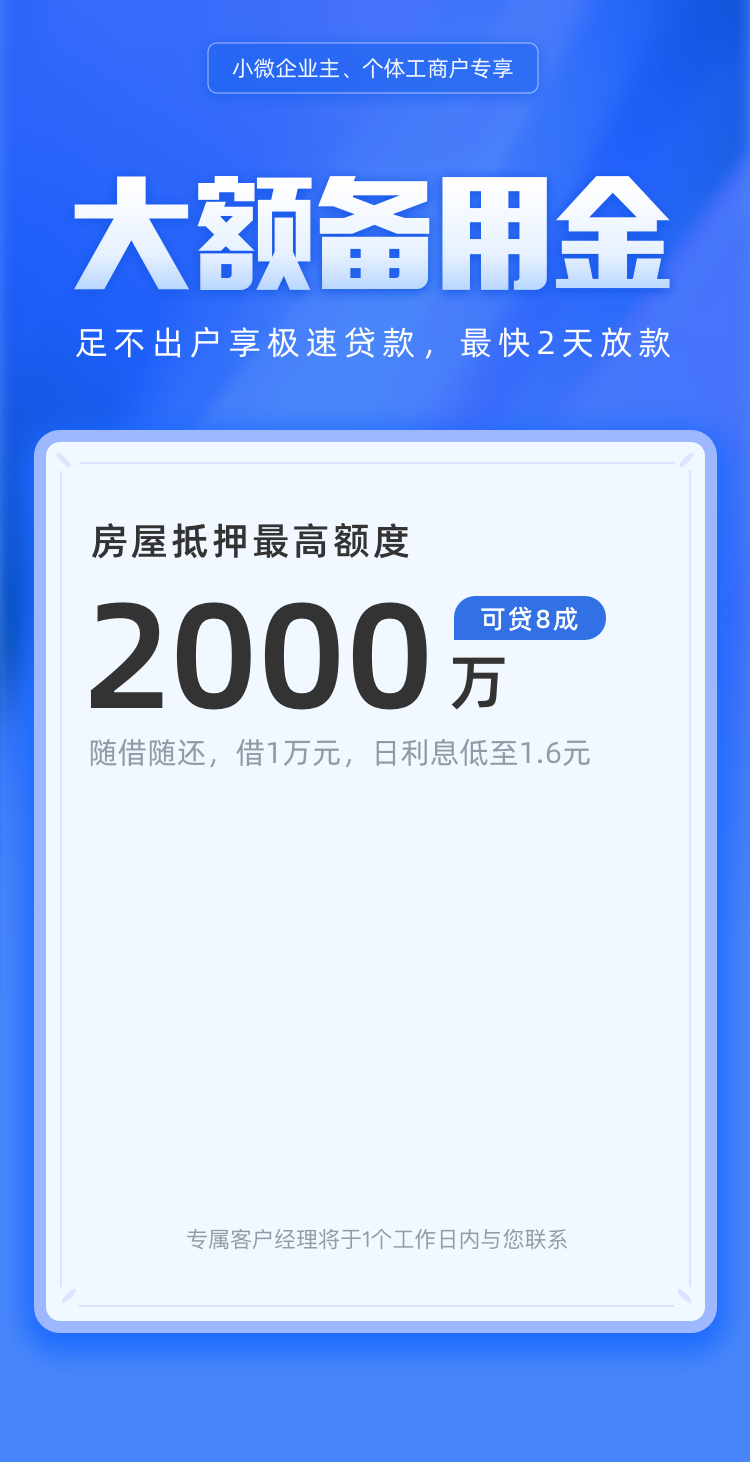 小微企业主、个体工商户专享
大额备用金
足不出户享极速贷款，最快2天放款
房屋抵押最高额度
2000万 可贷8成
随借随还，借1万元，日利息低至1.6元
专属客户经理将于1个工作日内与您联系